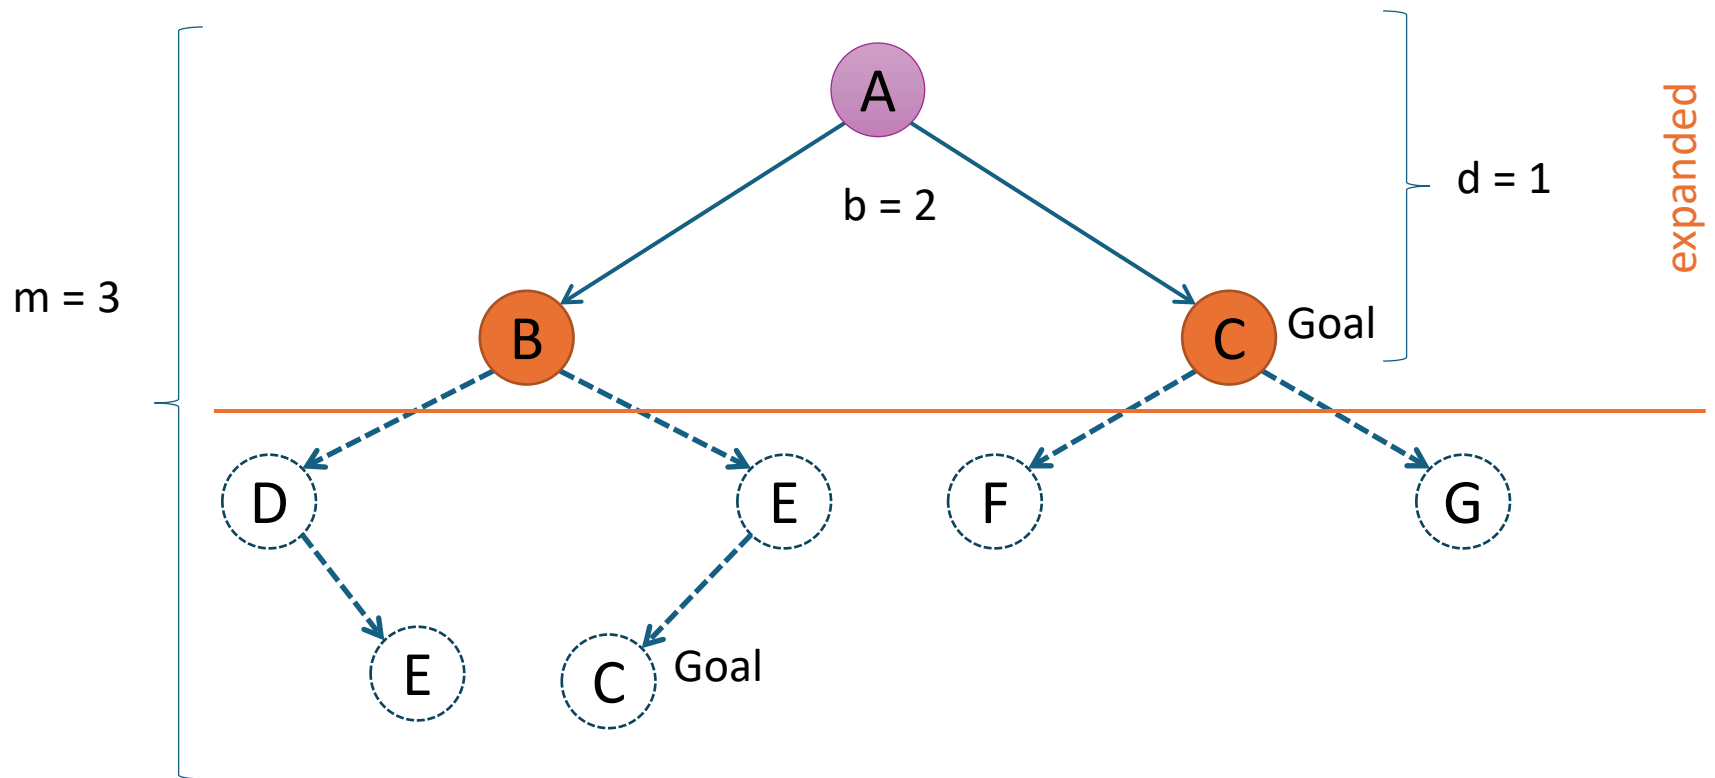 A
expanded
d = 1
b = 2
m = 3
B
C
Goal
D
E
F
G
E
C
Goal